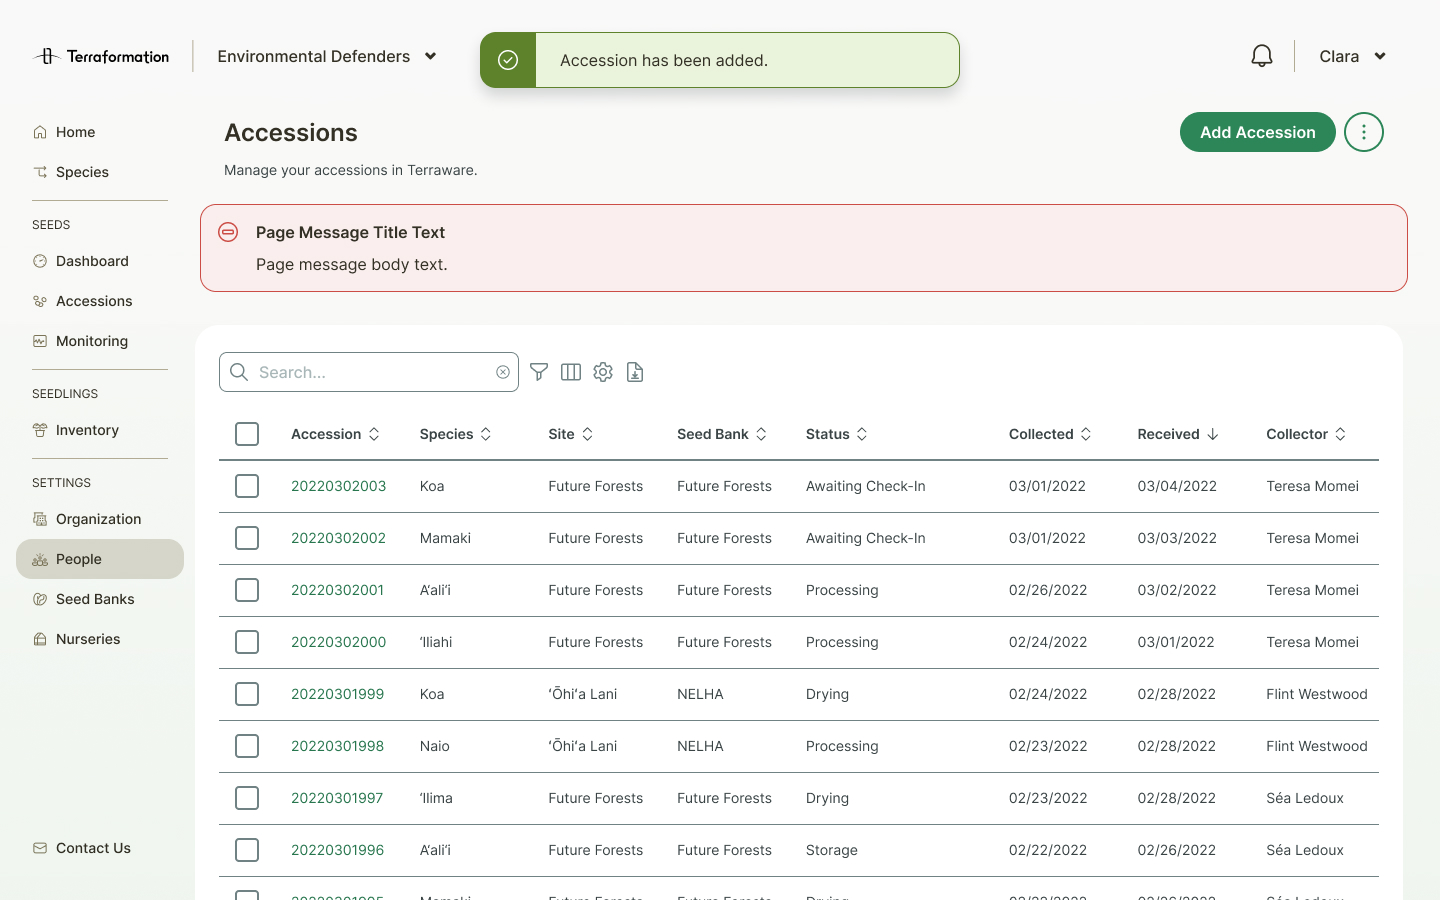 Terraformation
Environmental Defenders
Accession has been added.
Clara
Home
Species
SEEDS
Dashboard
Accessions
Monitoring
SEEDLINGS
Inventory
SETTINGS
Organization
People
Seed Banks
Nurseries
Contact Us
Accessions
Add Accession
Manage your accessions in Terraware.
Page Message Title Text
Page message body text.
Search...
Accession Species Site Seed Bank Status Collected Received Collector
20220302003 Koa Future Forests Future Forests Awaiting Check-In 03/01/2022 03/04/2022 Teresa Momei
20220302002 Mamaki Future Forests Future Forests Awaiting Check-In 03/01/2022 03/03/2022 Teresa Momei
20220302001 Aʻaliʻi Future Forests Future Forests Processing 02/26/2022 03/02/2022 Teresa Momei
20220302000 ʻIliahi Future Forests Future Forests Processing 02/24/2022 03/01/2022 Teresa Momei
20220301999 Koa ʻŌhiʻa Lani NELHA Drying 02/24/2022 02/28/2022 Flint Westwood
20220301998 Naio ʻŌhiʻa Lani NELHA Processing 02/23/2022 02/28/2022 Flint Westwood
20220301997 ʻIlima Future Forests Future Forests Drying 02/23/2022 02/28/2022 Séa Ledoux
20220301996 Aʻaliʻi Future Forests Future Forests Storage 02/22/2022 02/26/2022 Séa Ledoux